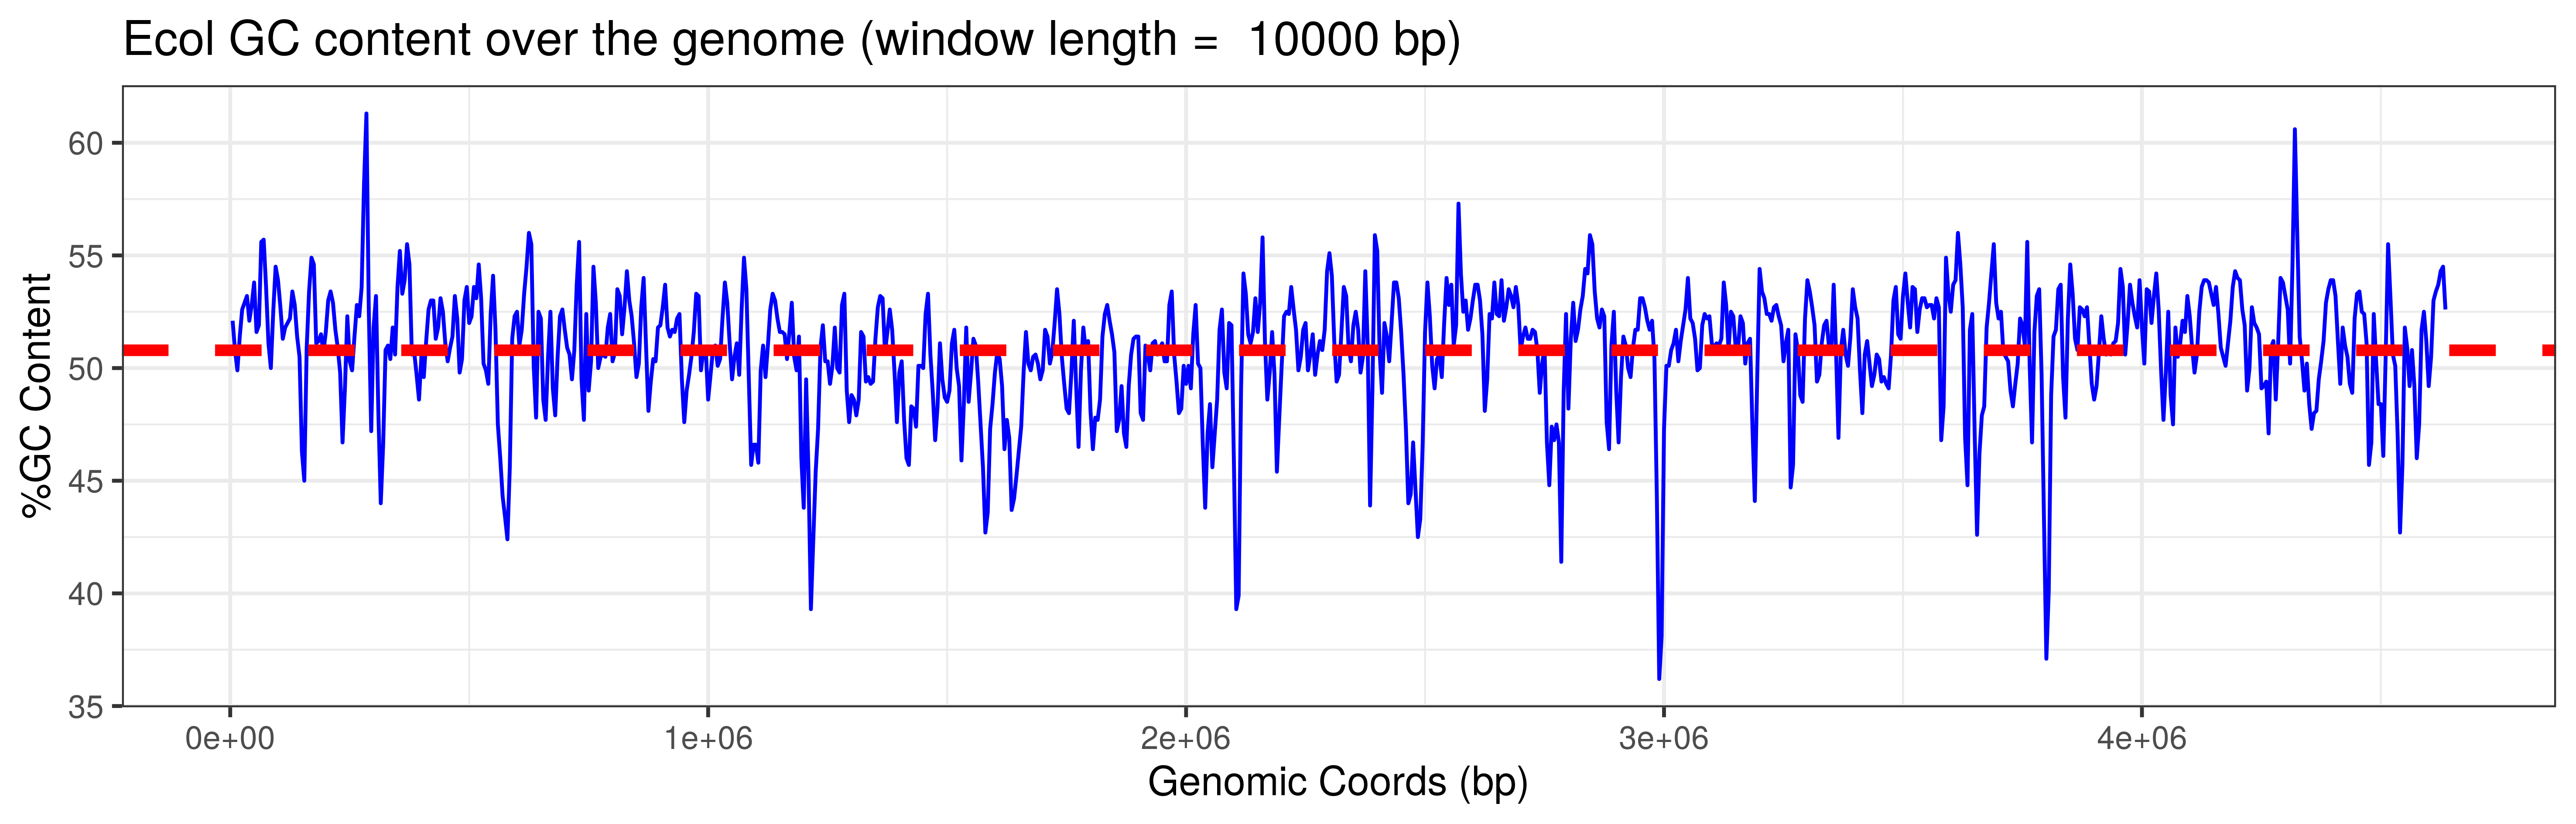 Ecol GC content over the genome (window length =  10000 bp)
%GC Content
60
55
50
45
40
35
0e+00 1e+06 2e+06 3e+06 4e+06
Genomic Coords (bp)